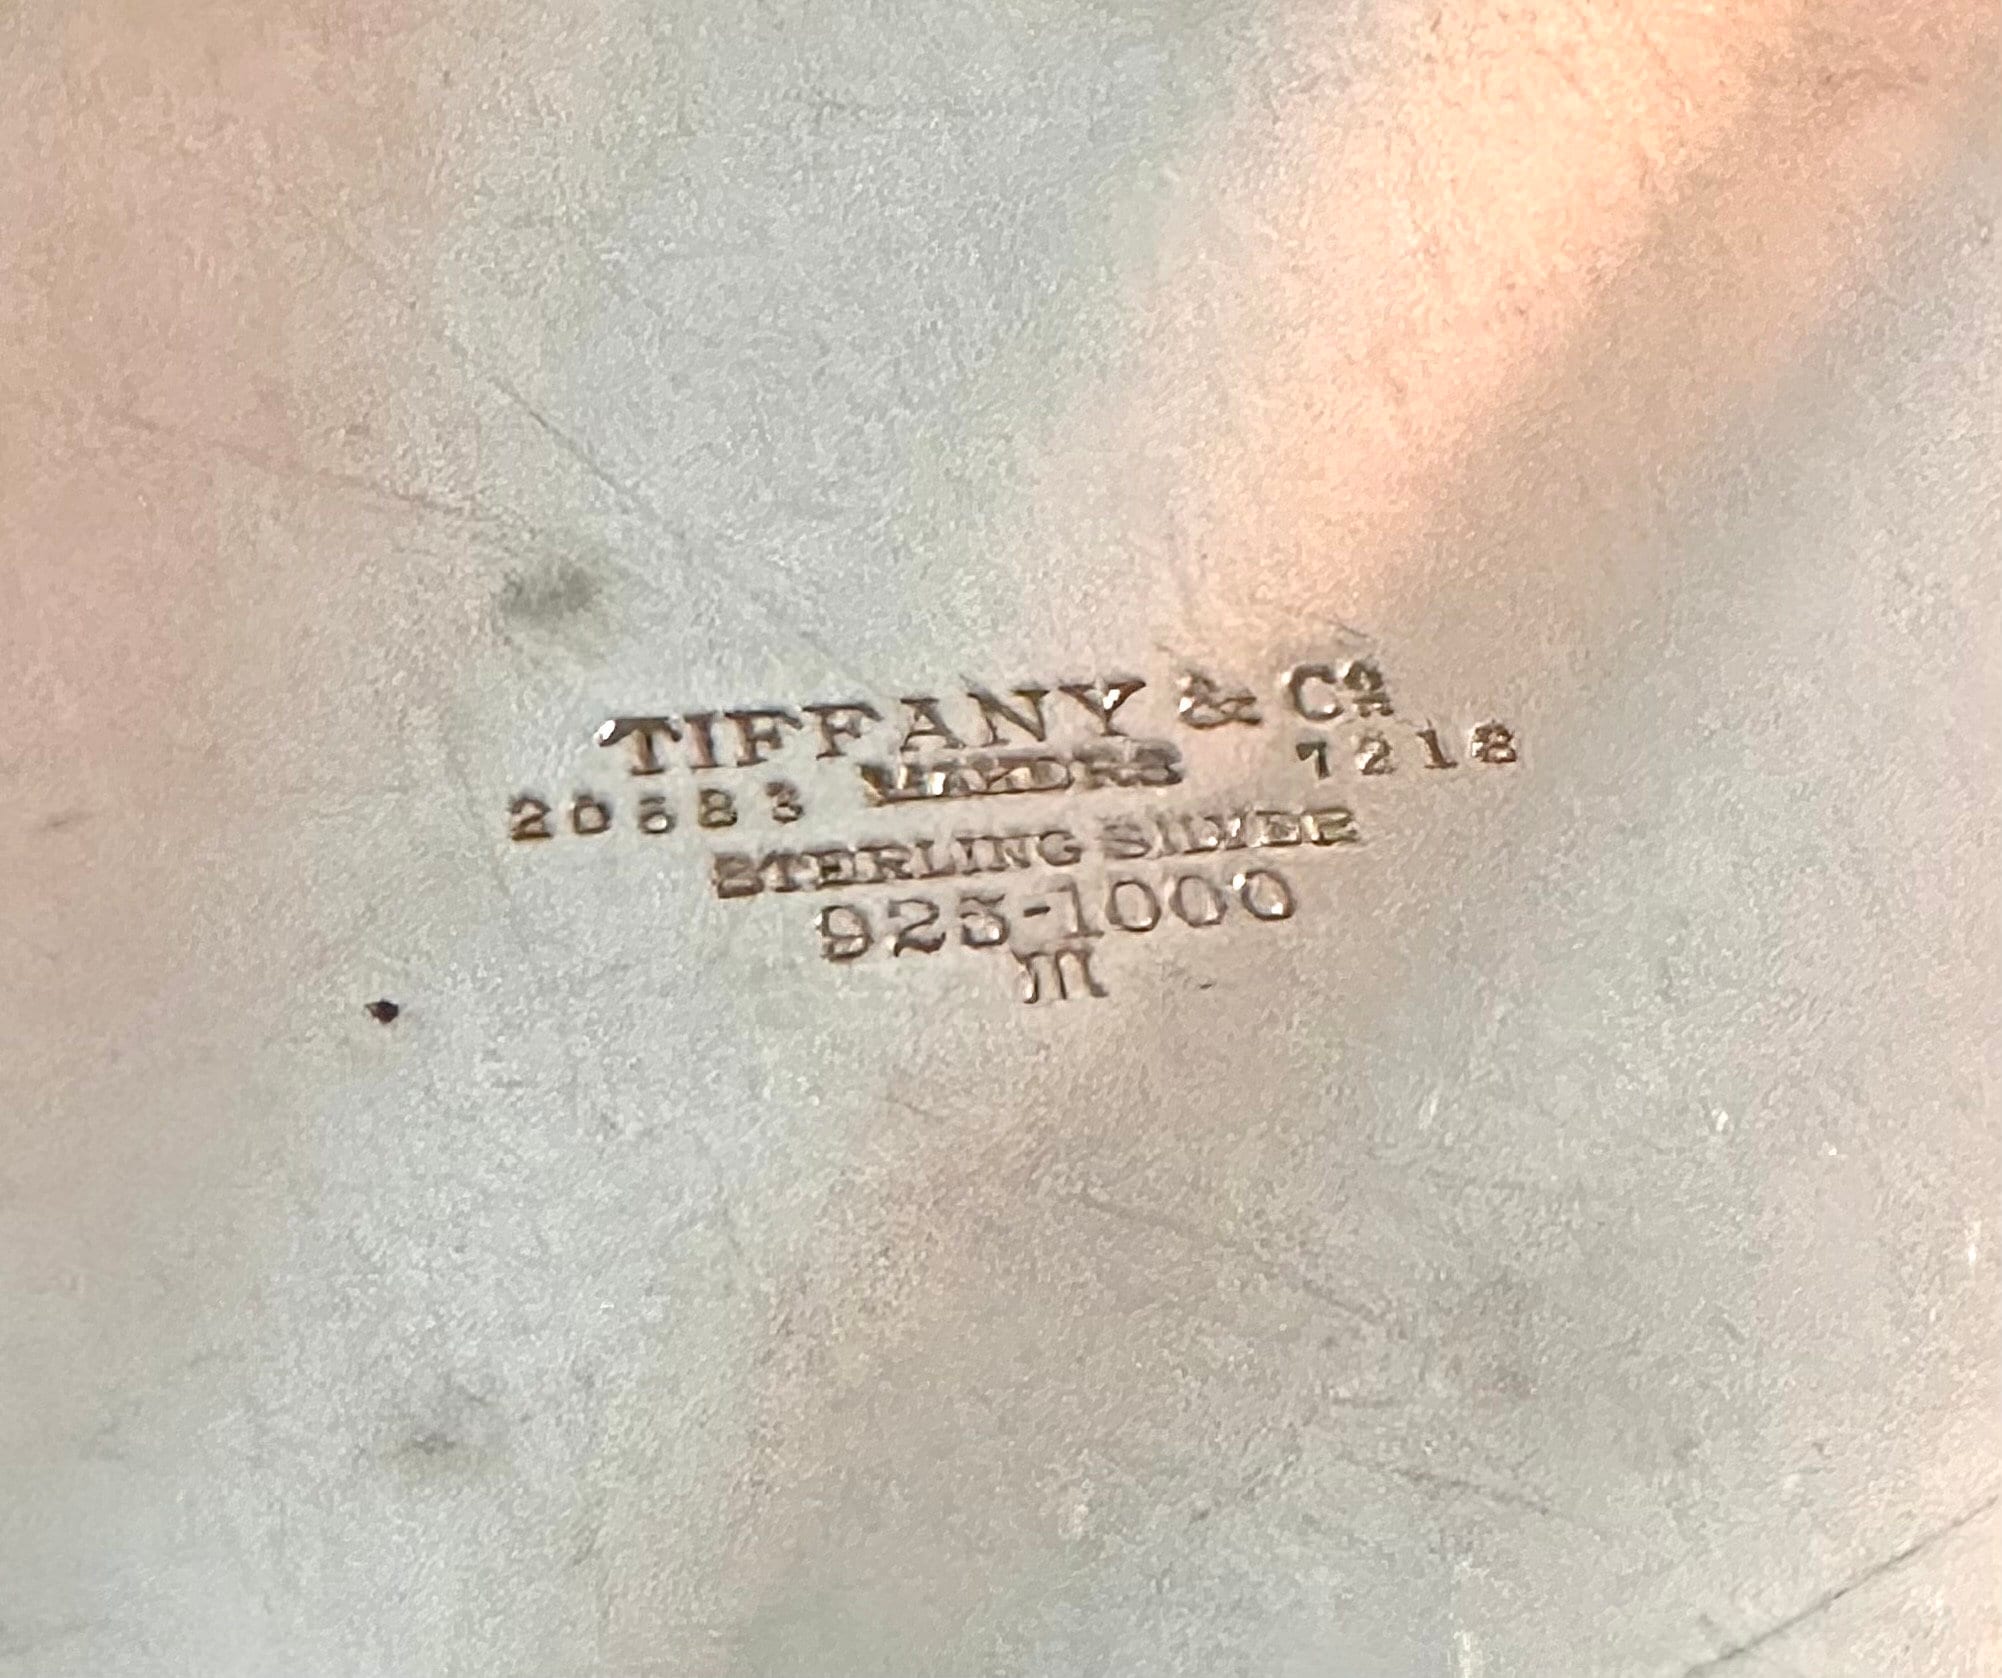 TIFFANY & Co
20583 MAKERS 7218
STERLING SILVER
925-1000
m